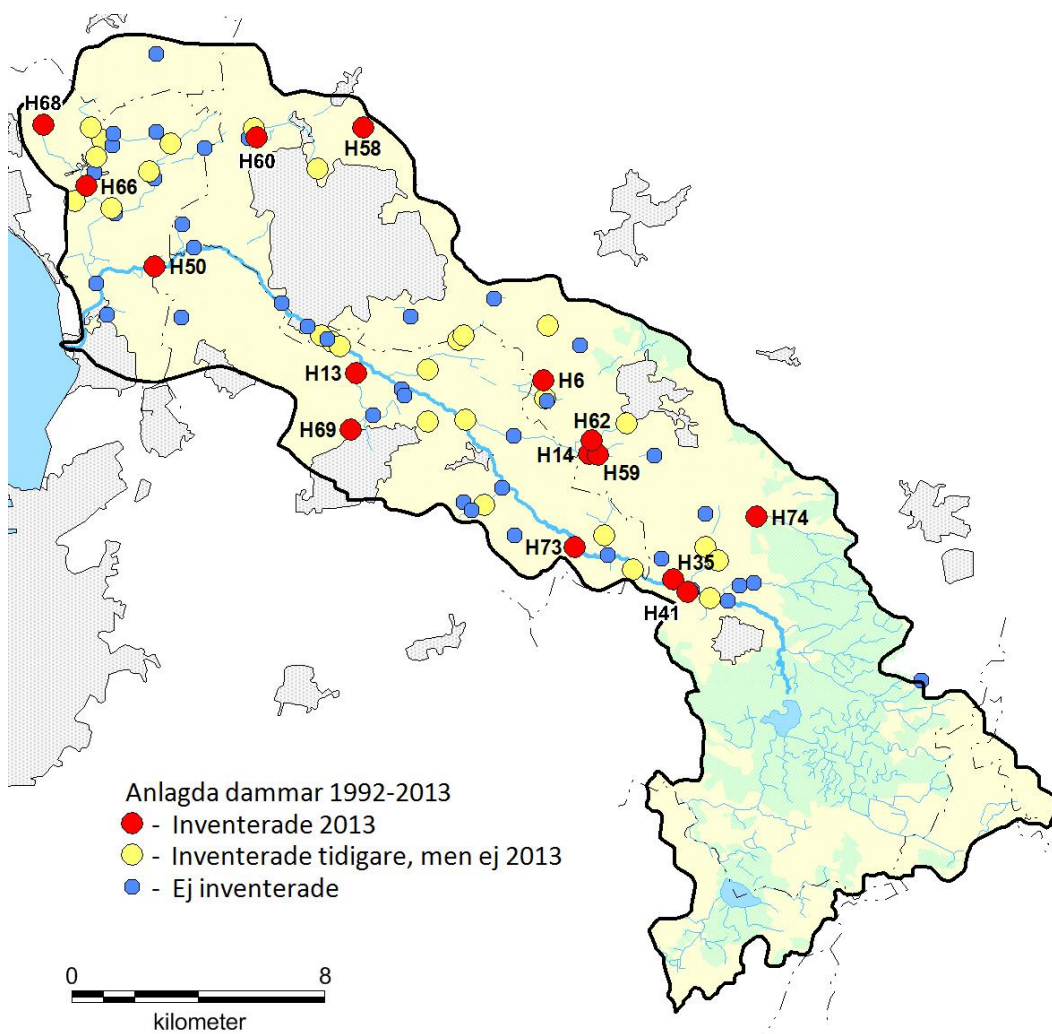 H68
H58
H60
H66
H50
H13
H6
H69
H62
H14
H59
H74
H73
H35
H41
Anlagda dammar 1992-2013
- Inventerade 2013
- Inventerade tidigare, men ej 2013
- Ej inventerade
0 8
kilometer